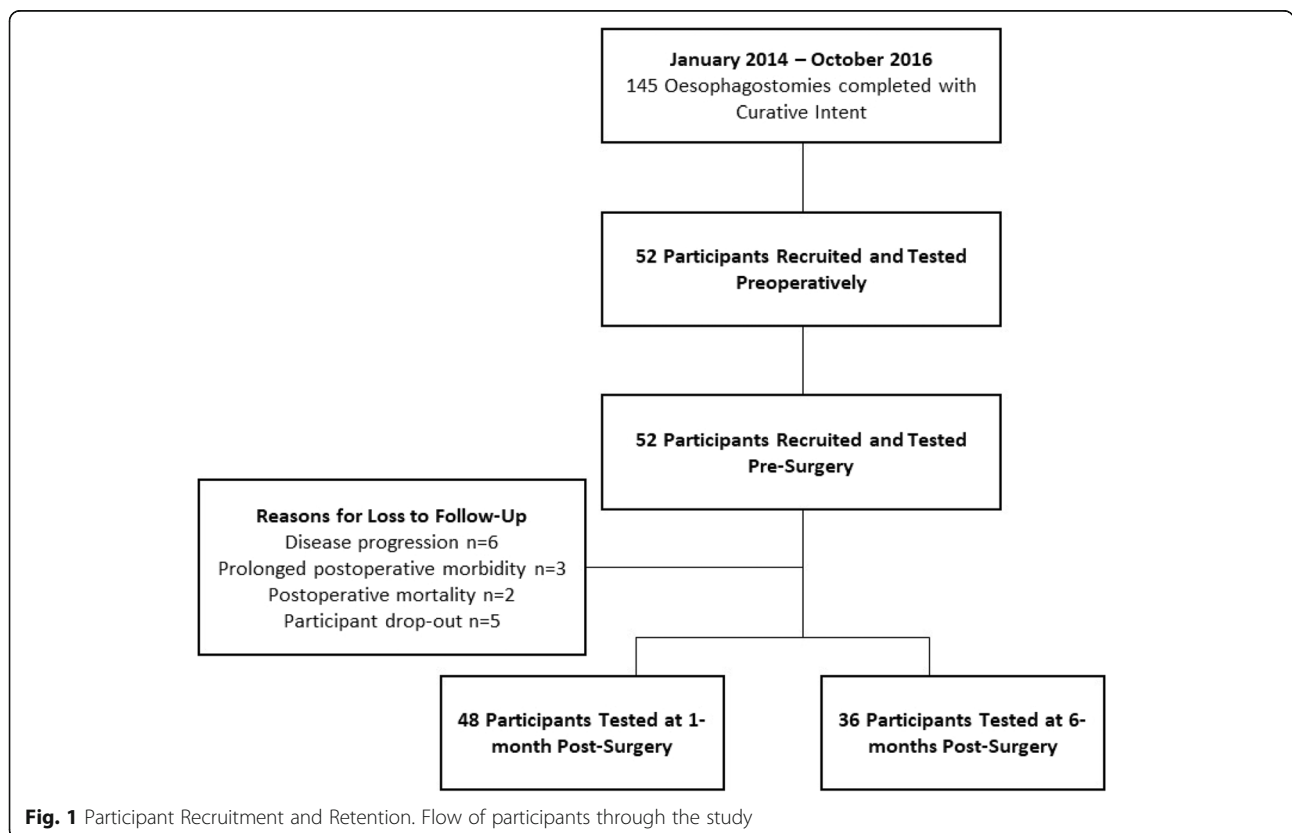 January 2014 – October 2016
145 Oesophagostomies completed with
Curative Intent
52 Participants Recruited and Tested
Preoperatively
52 Participants Recruited and Tested
Pre-Surgery
Reasons for Loss to Follow-Up
Disease progression n=6
Prolonged postoperative morbidity n=3
Postoperative mortality n=2
Participant drop-out n=5
48 Participants Tested at 1-
month Post-Surgery
36 Participants Tested at 6-
months Post-Surgery
Fig. 1 Participant Recruitment and Retention. Flow of participants through the study